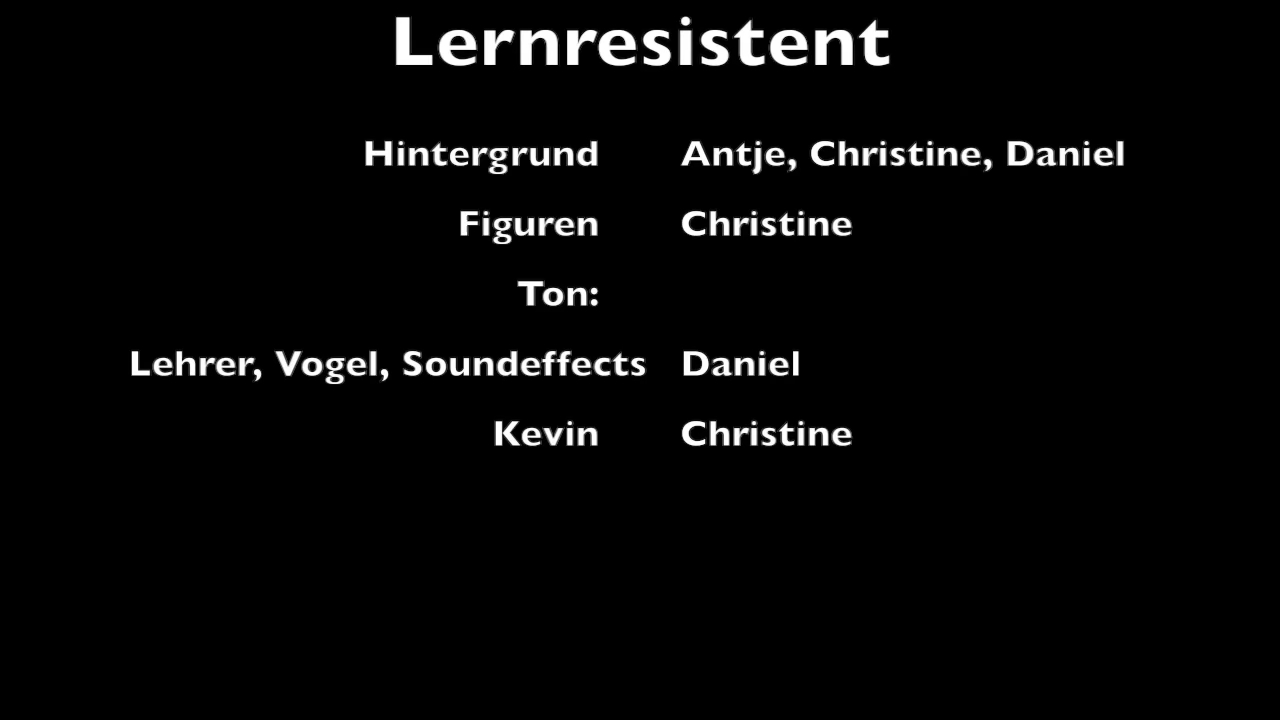 Lernresistent
Hintergrund Antje, Christine, Daniel
Figuren Christine
Ton:
Lehrer, Vogel, Soundeffects Daniel
Kevin Christine